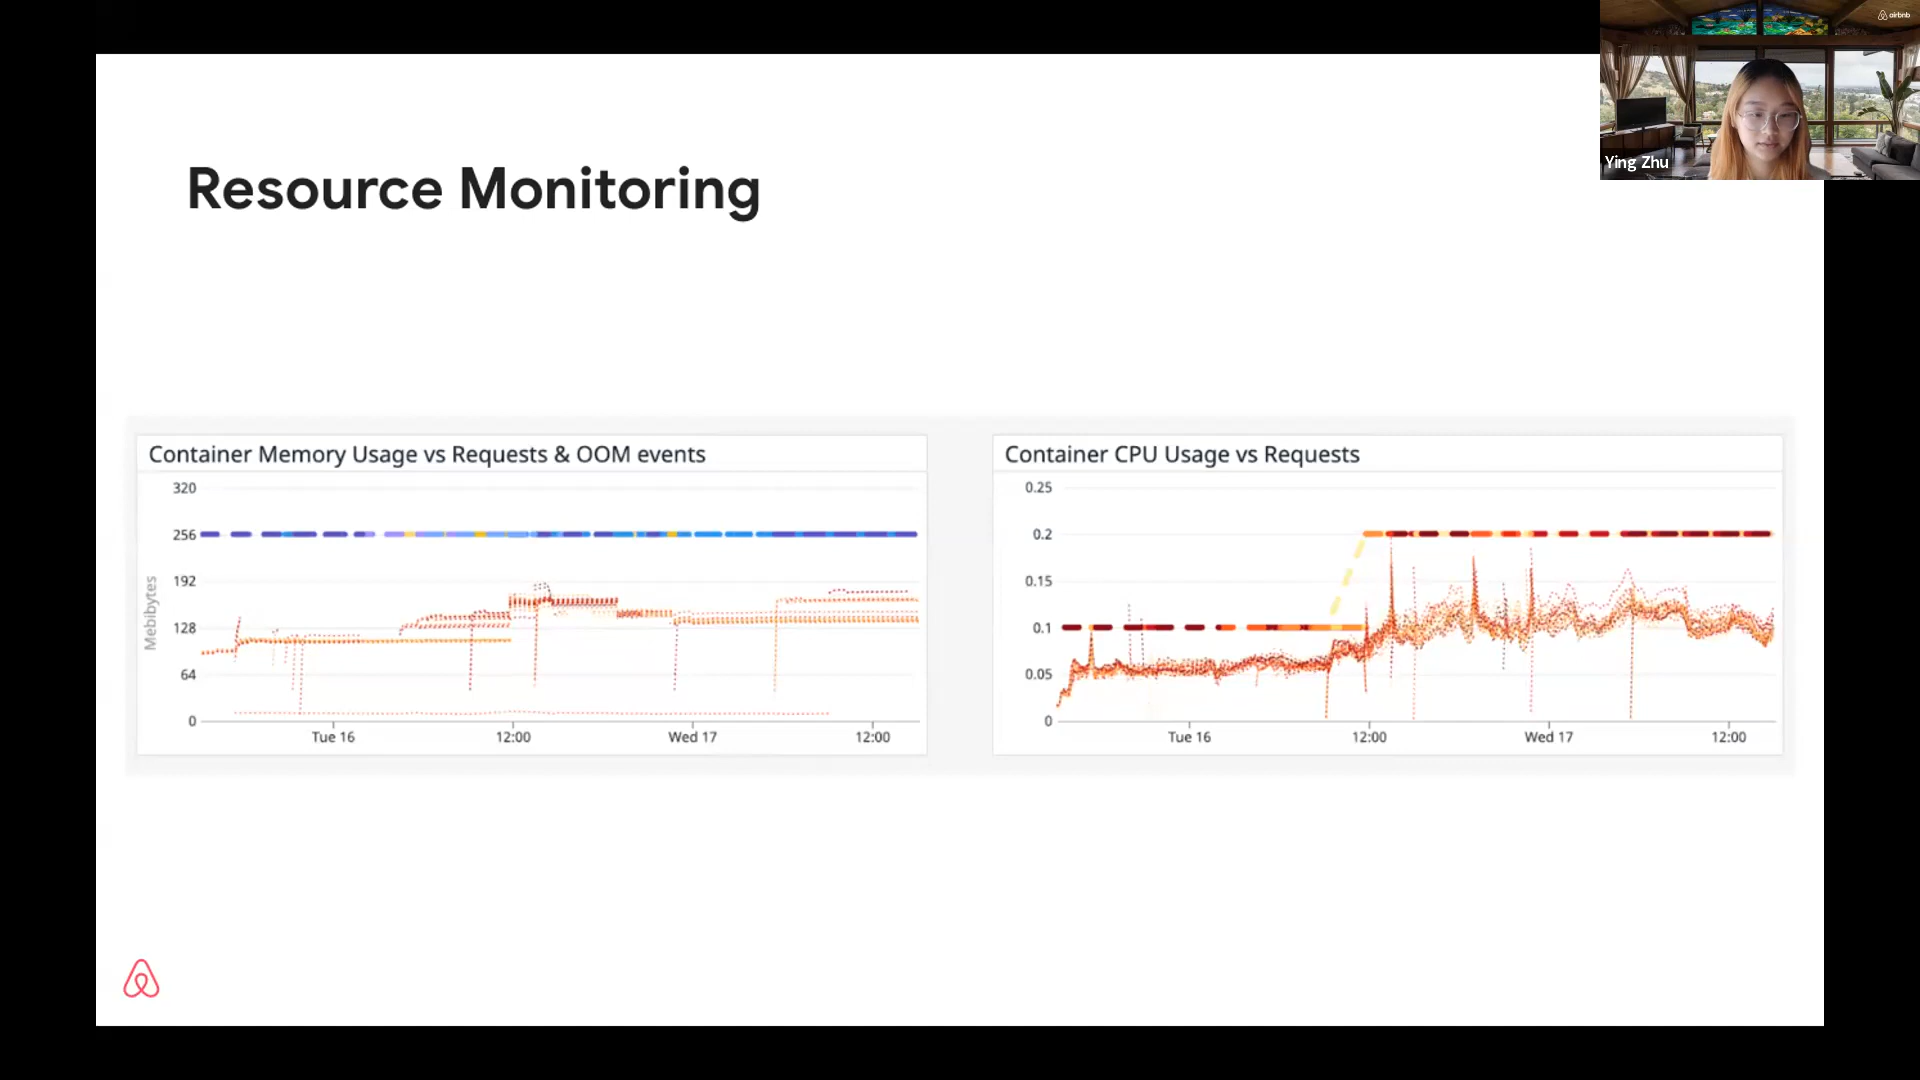 airbnb
Ying Zhu
Resource Monitoring
Container Memory Usage vs Requests & OOM events
320
256
192
128
64
0
Mebibytes
Tue 16 12:00 Wed 17 12:00
Container CPU Usage vs Requests
0.25
0.2
0.15
0.1
0.05
0
Tue 16 12:00 Wed 17 12:00